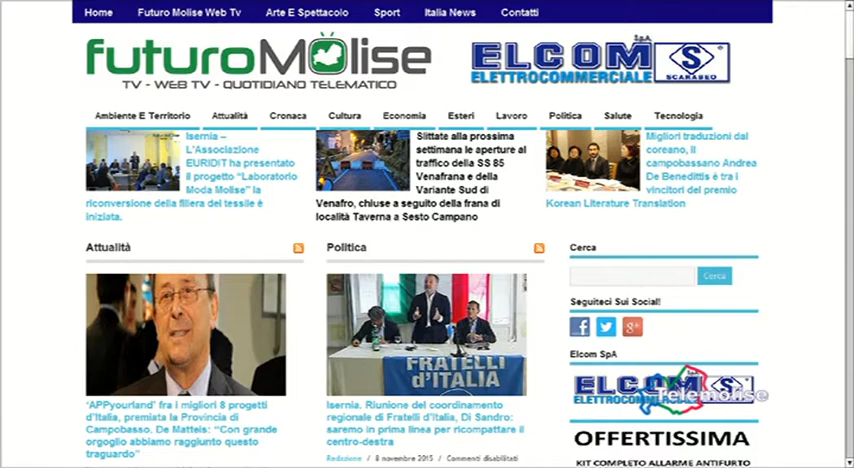 Home Futuro Molise Web Tv Arte E Spettacolo Sport Italia News Contatti
futuroMolise
TV - WEB TV - QUOTIDIANO TELEMATICO
ELCOM SpA
ELETTROCOMMERCIALE
S
SCARABEO
Ambiente E Territorio Attualità Cronaca Cultura Economia Esteri Lavoro Politica Salute Tecnologia
Isernia –
L'Associazione
EURIDIT ha presentato
il progetto "Laboratorio
Moda Molise" la
riconversione della filiera del tessile è
iniziata.
Slittate alla prossima
settimana le aperture al
traffico della SS 85
Venafrana e della
Variante Sud di
Venafro, chiuse a seguito della frana di
località Taverna a Sesto Campano
Migliori traduzioni dal
coreano, il
campobassano Andrea
De Benedittis è tra i
vincitori del premio
Korean Literature Translation
Attualità
'APPyourland' fra i migliori 8 progetti
d'Italia, premiata la Provincia di
Campobasso, De Matteis: "Con grande
orgoglio abbiamo raggiunto questo
traguardo"
Politica
FRATELLI
d'ITALIA
Isernia. Riunione del coordinamento
regionale di Fratelli d'Italia, Di Sandro:
saremo in prima linea per ricompattare il
centro-destra
Redazione / 8 novembre 2015 / Commenti disabilitati
Cerca
Cerca
Seguiteci Sui Social!
f
g+
Elcom SpA
ELCOM
ELETTROCOMMERCIALE
S
Telemolise
OFFERTISSIMA
KIT COMPLETO ALLARME ANTIFURTO